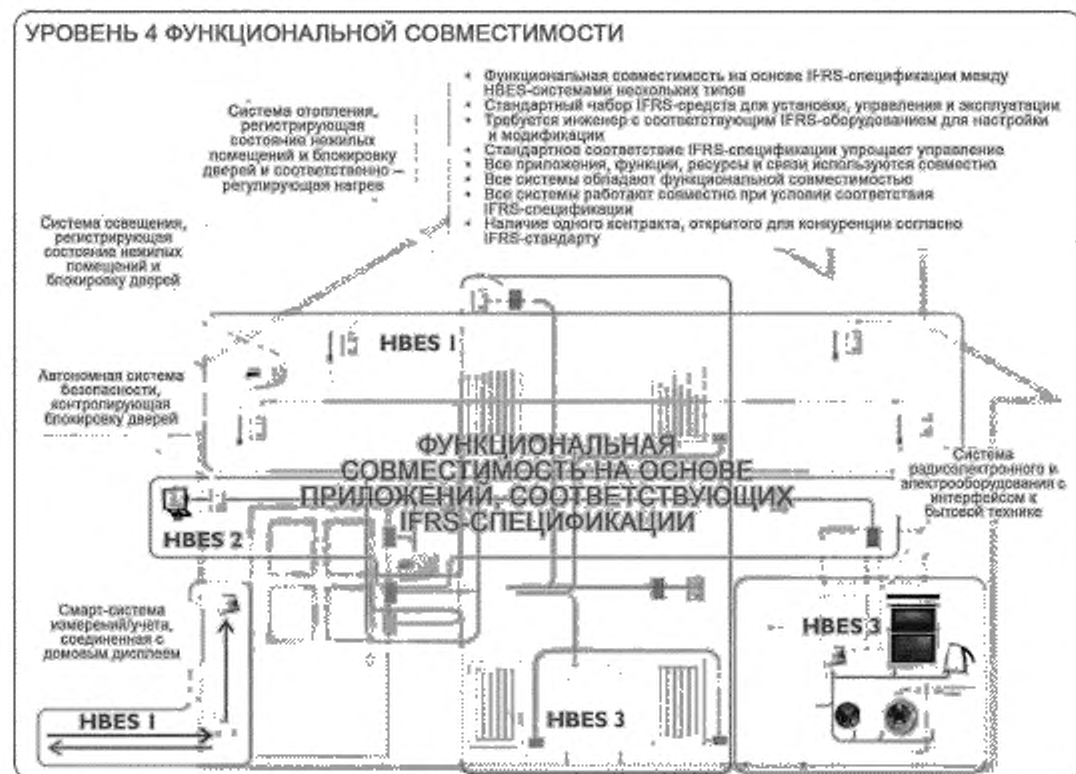 УРОВЕНЬ 4 ФУНКЦИОНАЛЬНОЙ СОВМЕСТИМОСТИ
• Функциональная совместимость на основе IFRS-спецификации между
HBES-системами нескольких типов
• Стандартный набор IFRS-средств для установки, управления и эксплуатации
• Требуется инженер с соответствующим IFRS-оборудованием для настройки
и модификации
• Стандартное соответствие IFRS-спецификации упрощает управление
• Все приложения, функции, ресурсы и связи используются совместно
• Все системы обладают функциональной совместимостью
• Все системы работают совместно при условии соответствия
IFRS-спецификации
• Наличие одного контракта, открытого для конкуренции согласно
IFRS-стандарту
Система отопления,
регистрирующая
состояние нежилых
помещений и блокировку
дверей и соответственно –
регулирующая нагрев
Система освещения,
регистрирующая
состояние нежилых
помещений и
блокировку дверей
HBES 1
Автономная система
безопасности,
контролирующая
блокировку дверей
ФУНКЦИОНАЛЬНАЯ
СОВМЕСТИМОСТЬ НА ОСНОВЕ
ПРИЛОЖЕНИЙ, СООТВЕТСТВУЮЩИХ
IFRS-СПЕЦИФИКАЦИИ
Система
радиоэлектронного и
электрооборудования с
интерфейсом к
бытовой технике
HBES 2
Смарт-система
измерений/учета,
соединенная с
домовым дисплеем
HBES 3
HBES 1
HBES 3